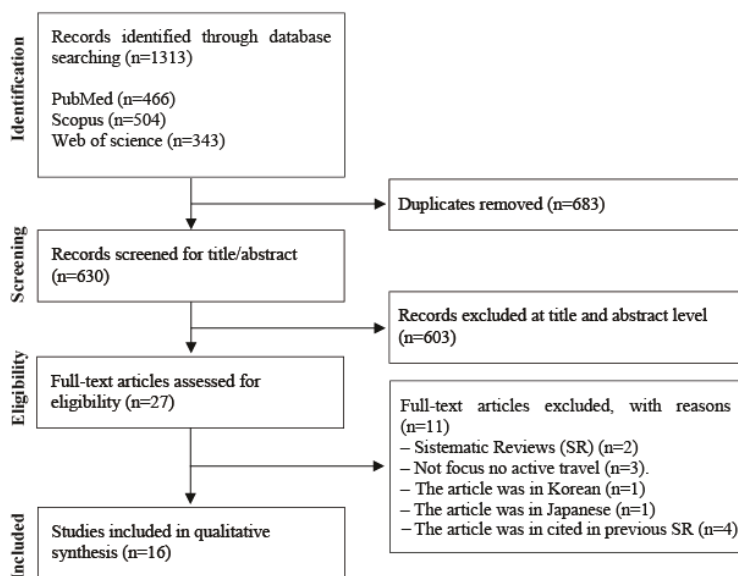 Identification
Records identified through database
searching (n=1313)
PubMed (n=466)
Scopus (n=504)
Web of science (n=343)
Duplicates removed (n=683)
Screening
Records screened for title/abstract
(n=630)
Records excluded at title and abstract level
(n=603)
Eligibility
Full-text articles assessed for
eligibility (n=27)
Full-text articles excluded, with reasons
(n=11)
– Sistematic Reviews (SR) (n=2)
– Not focus no active travel (n=3).
– The article was in Korean (n=1)
– The article was in Japanese (n=1)
– The article was in cited in previous SR (n=4)
Included
Studies included in qualitative
synthesis (n=16)